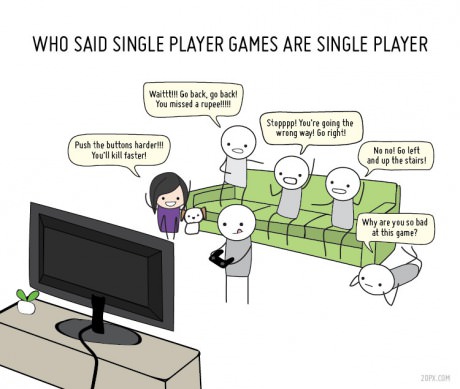 WHO SAID SINGLE PLAYER GAMES ARE SINGLE PLAYER
Waittt!!! Go back, go back!
You missed a rupee!!!!!
Stopppp! You're going the
wrong way! Go right!
Push the buttons harder!!!
You'll kill faster!
No no! Go left
and up the stairs!
Why are you so bad
at this game?
20PX.COM